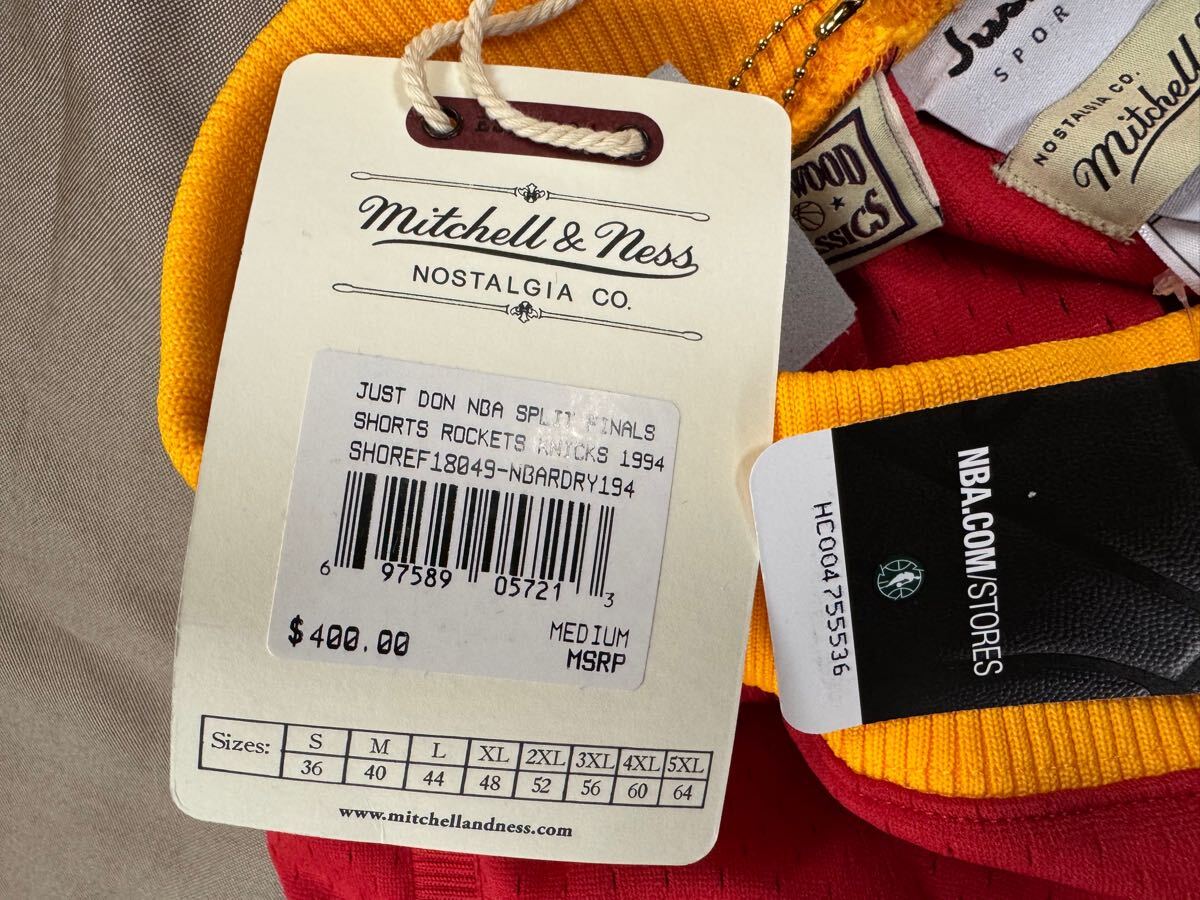 Mitchell & Ness
NOSTALGIA CO.
JUST DON NBA SPLIT FINALS
SHORTS ROCKETS KNICKS 1994
SHOREF18049-NBARDRY194
6 97589 05721 3
$400.00
MEDIUM
MSRP
Sizes: S M L XL 2XL 3XL 4XL 5XL
36 40 44 48 52 56 60 64
www.mitchellandness.com
WOOD
SSICS
Jus
SPOR
NOSTALGIA CO.
Mitchell
HC004755536
NBA.COM/STORES